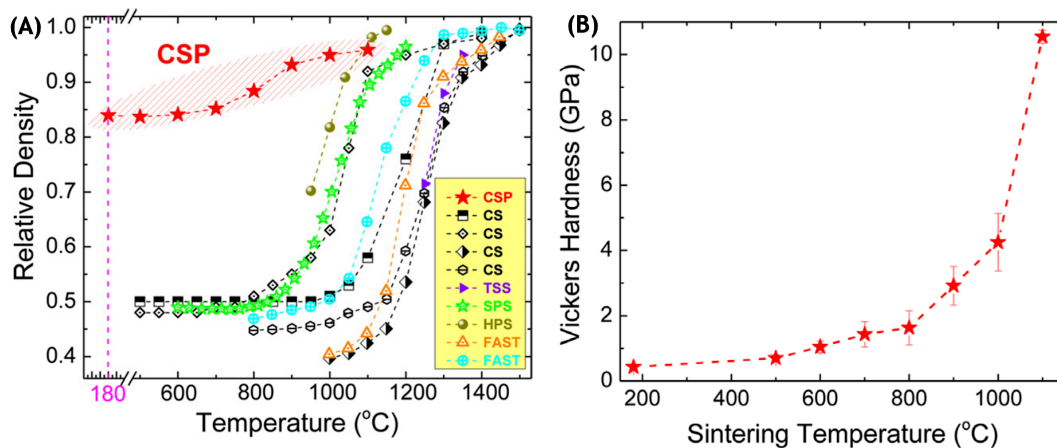 (A)
CSP
Relative Density
1.0
0.9
0.8
0.7
0.6
0.5
0.4
CSP
CS
CS
CS
CS
TSS
SPS
HPS
FAST
FAST
180
600
800
1000
1200
1400
Temperature (°C)
(B)
Vickers Hardness (GPa)
10
8
6
4
2
0
200
400
600
800
1000
Sintering Temperature (°C)